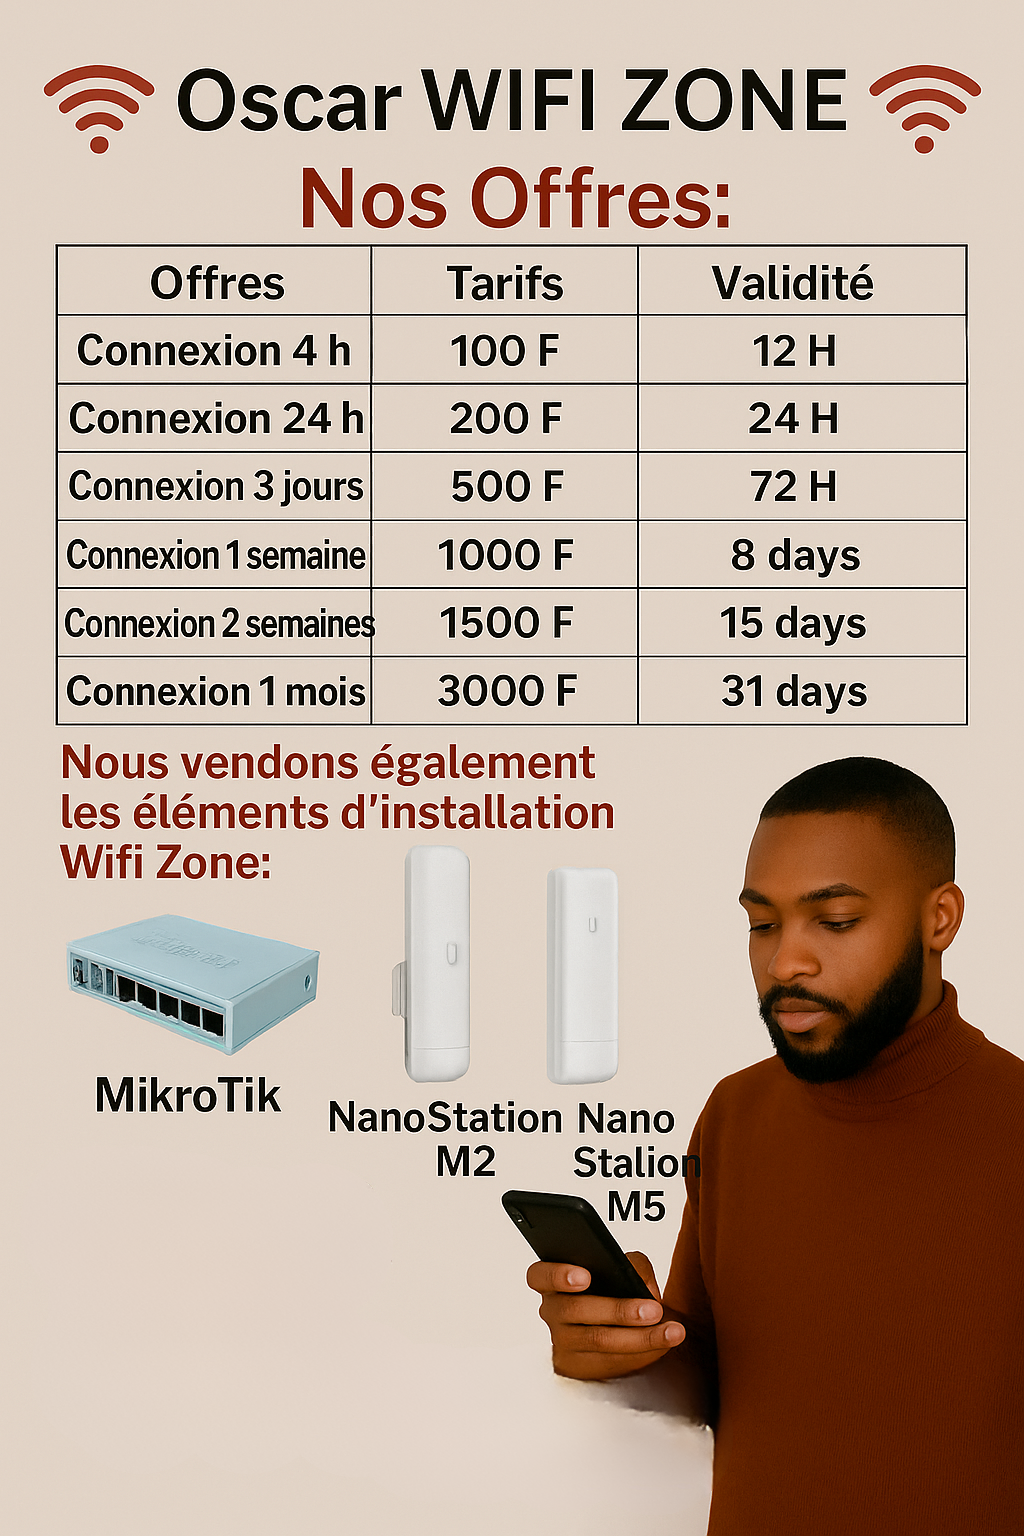 Oscar WIFI ZONE
Nos Offres:
Offres Tarifs Validité
Connexion 4 h 100 F 12 H
Connexion 24 h 200 F 24 H
Connexion 3 jours 500 F 72 H
Connexion 1 semaine 1000 F 8 days
Connexion 2 semaines 1500 F 15 days
Connexion 1 mois 3000 F 31 days
Nous vendons également
les éléments d'installation
Wifi Zone:
MikroTik
NanoStation
M2
Nano
Stalion
M5